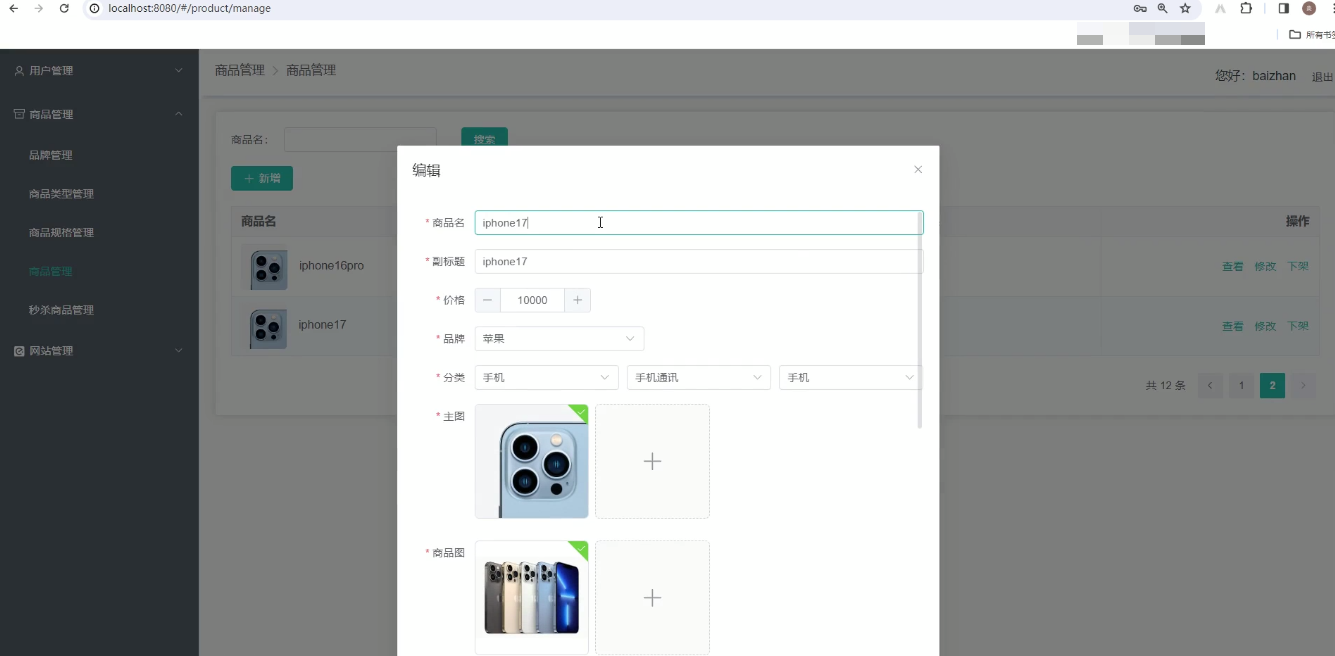 localhost:8080/#/product/manage
所有书签
用户管理
商品管理
品牌管理
商品类型管理
商品规格管理
商品管理
秒杀商品管理
网站管理
商品管理 > 商品管理
您好： baizhan 退出
商品名：
搜索
+ 新增
商品名 操作
iphone16pro 查看 修改 下架
iphone17 查看 修改 下架
共 12 条 < 1 2 >
编辑 ×
* 商品名 iphone17
* 副标题 iphone17
* 价格 － 10000 +
* 品牌 苹果
* 分类 手机 手机通讯 手机
* 主图
* 商品图